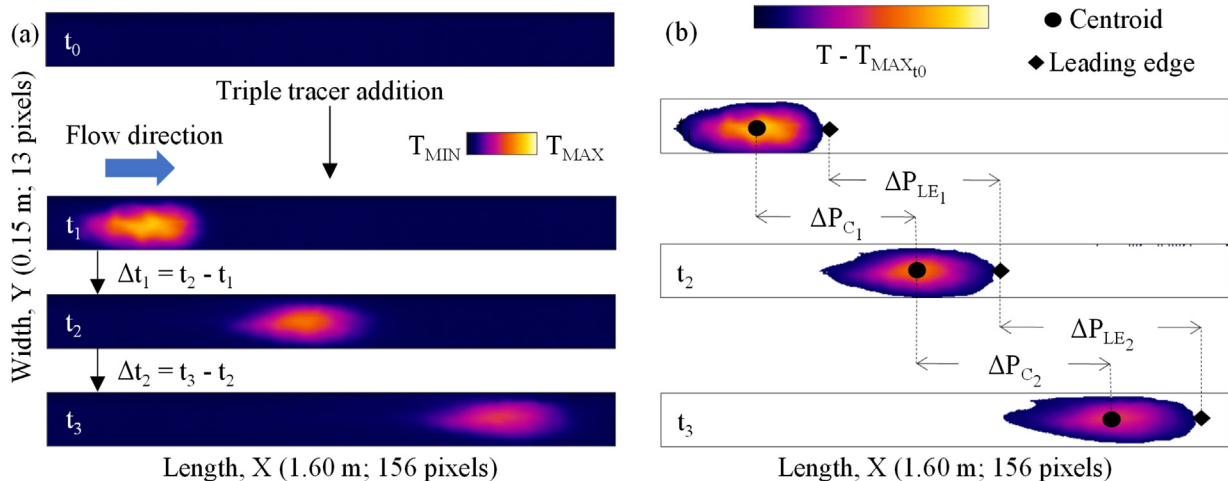 (a)
t0
Triple tracer addition
Flow direction
TMIN TMAX
t1
Δt1 = t2 - t1
t2
Δt2 = t3 - t2
t3
Width, Y (0.15 m; 13 pixels)
Length, X (1.60 m; 156 pixels)
(b)
T - TMAXt0
Centroid
Leading edge
ΔPLE1
ΔPC1
t2
ΔPLE2
ΔPC2
t3
Length, X (1.60 m; 156 pixels)